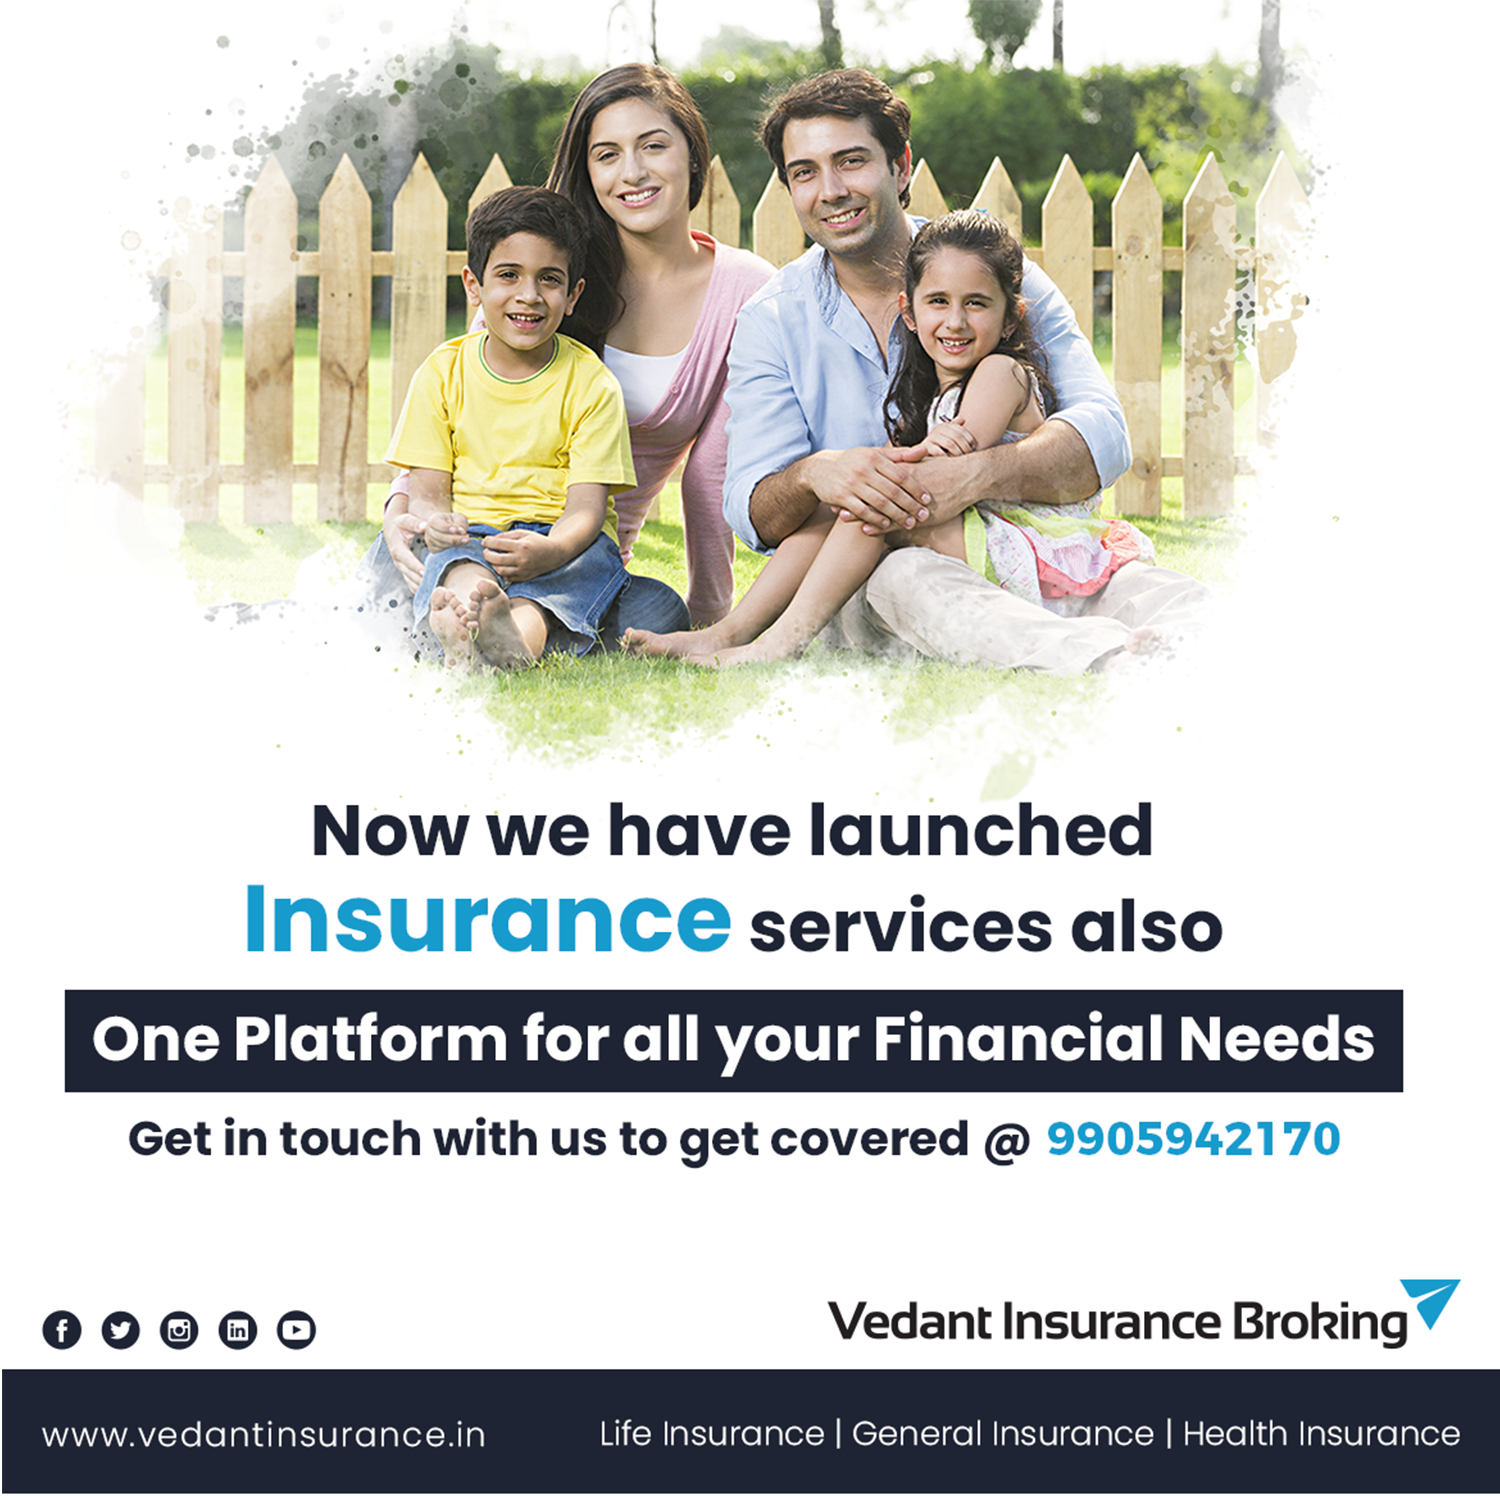 Now we have launched
Insurance services also
One Platform for all your Financial Needs
Get in touch with us to get covered @ 9905942170
Vedant Insurance Broking
www.vedantinsurance.in
Life Insurance | General Insurance | Health Insurance